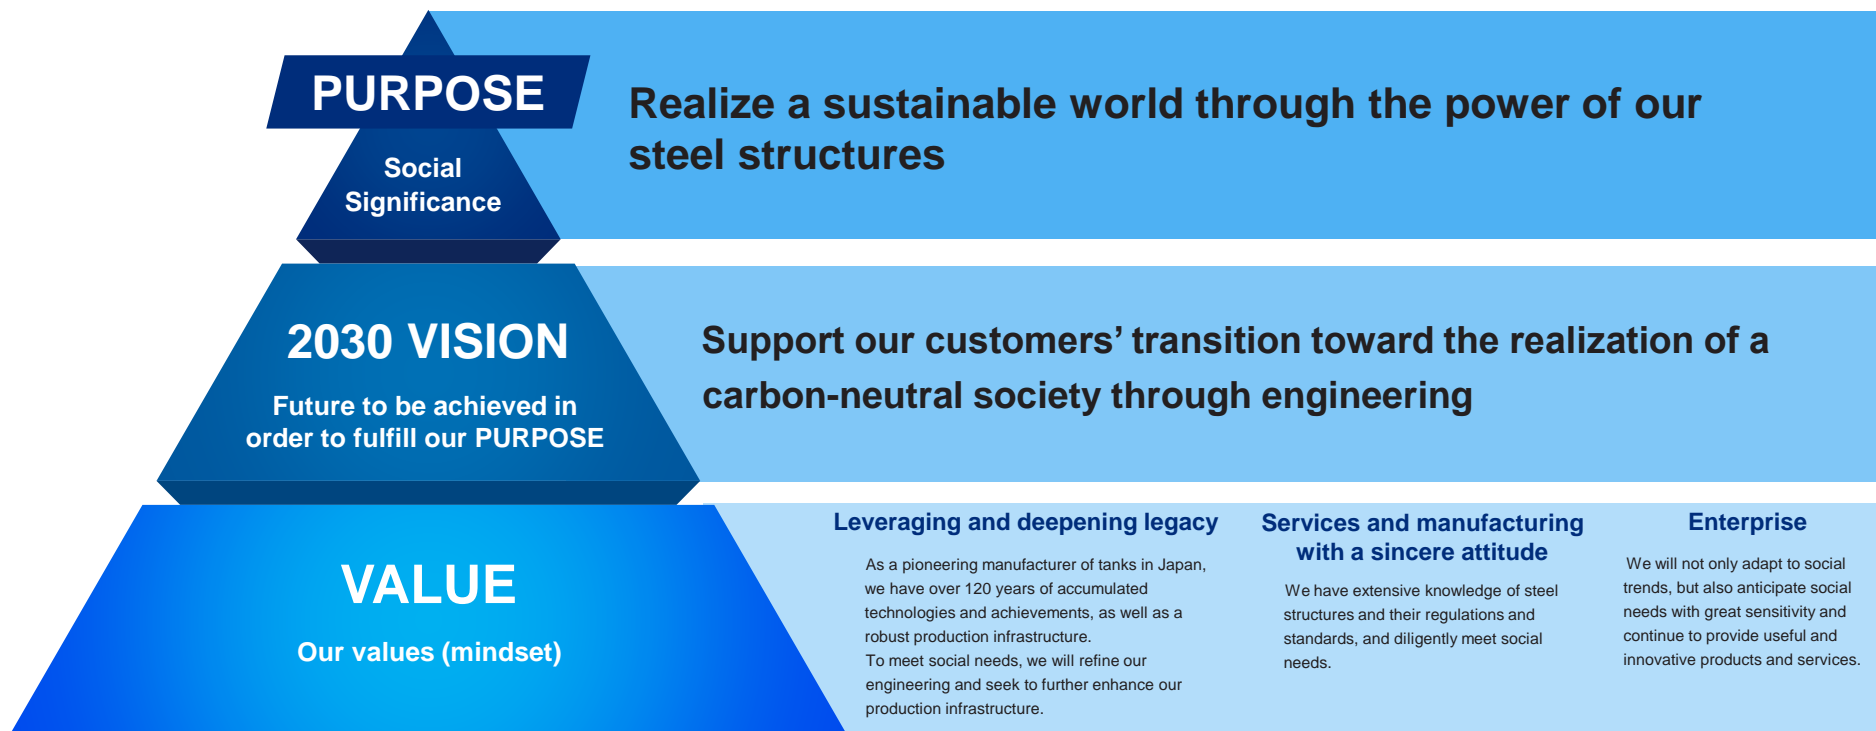 PURPOSE
Social
Significance
Realize a sustainable world through the power of our
steel structures
2030 VISION
Future to be achieved in
order to fulfill our PURPOSE
Support our customers’ transition toward the realization of a
carbon-neutral society through engineering
VALUE
Our values (mindset)
Leveraging and deepening legacy
As a pioneering manufacturer of tanks in Japan,
we have over 120 years of accumulated
technologies and achievements, as well as a
robust production infrastructure.
To meet social needs, we will refine our
engineering and seek to further enhance our
production infrastructure.
Services and manufacturing
with a sincere attitude
We have extensive knowledge of steel
structures and their regulations and
standards, and diligently meet social
needs.
Enterprise
We will not only adapt to social
trends, but also anticipate social
needs with great sensitivity and
continue to provide useful and
innovative products and services.